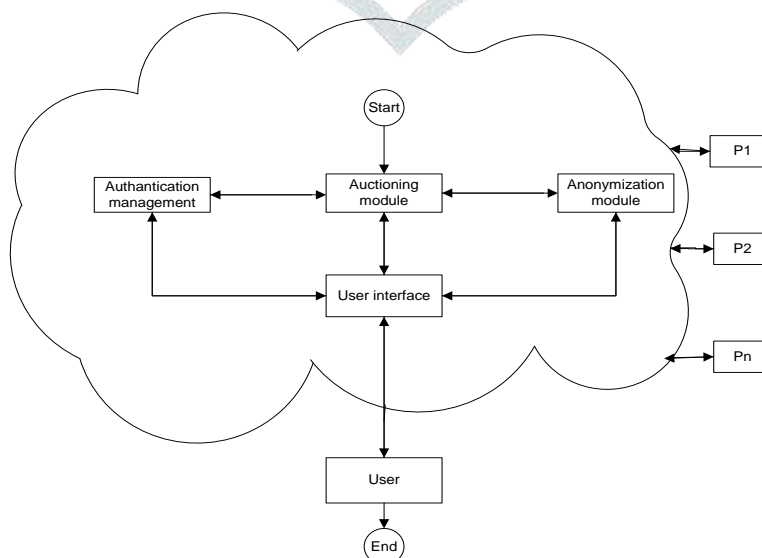 Start
P1
Authantication
management
Auctioning
module
Anonymization
module
P2
User interface
Pn
User
End